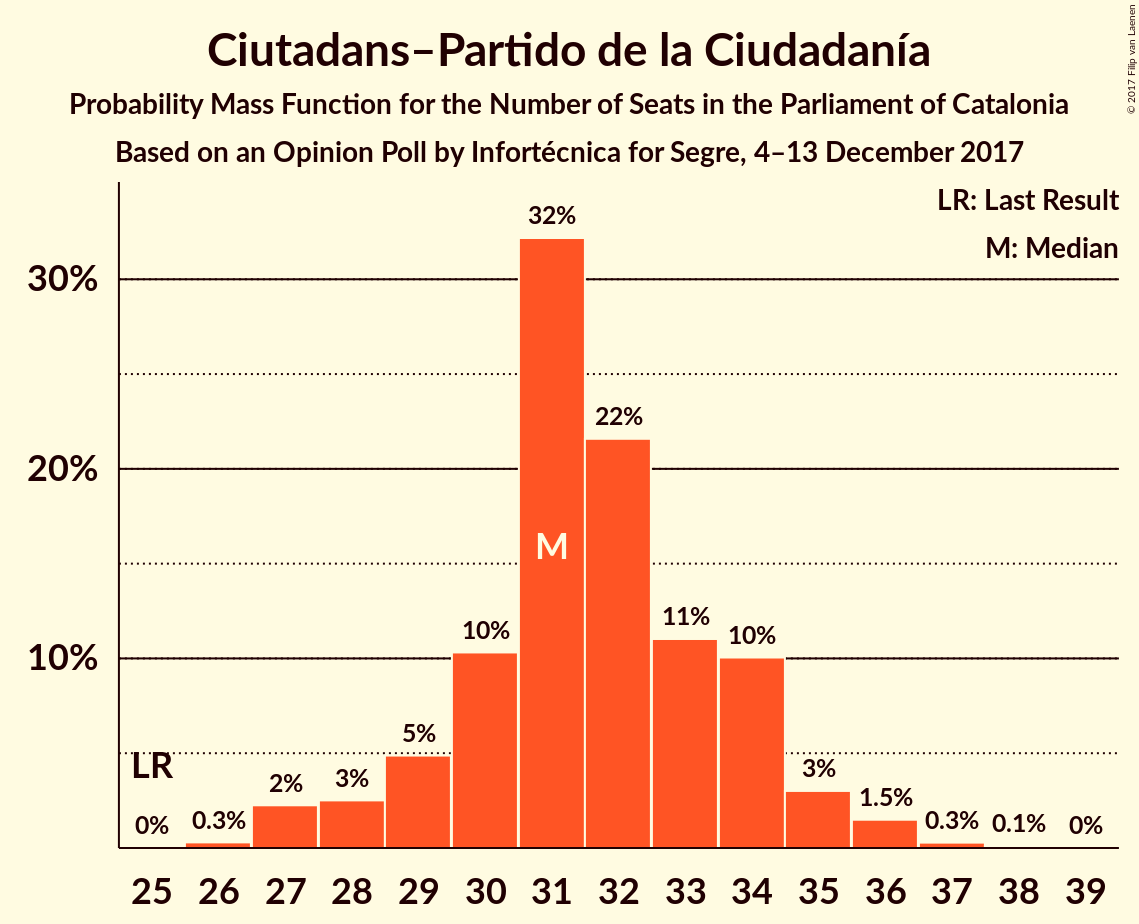 Ciutadans–Partido de la Ciudadanía
Probability Mass Function for the Number of Seats in the Parliament of Catalonia
Based on an Opinion Poll by Infortécnica for Segre, 4–13 December 2017
© 2017 Filip van Laenen
LR: Last Result
M: Median
30%
20%
10%
LR
M
0%
0.3%
2%
3%
5%
10%
32%
22%
11%
10%
3%
1.5%
0.3%
0.1%
0%
25 26 27 28 29 30 31 32 33 34 35 36 37 38 39